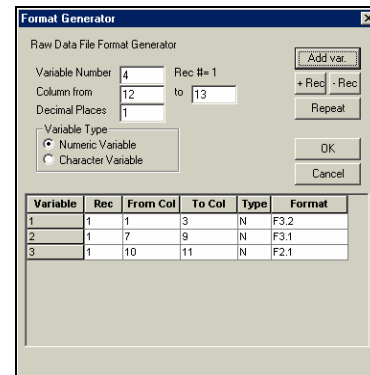 Format Generator
Raw Data File Format Generator
Variable Number 4 Rec #= 1
Column from 12 to 13
Decimal Places 1
Variable Type
Numeric Variable
Character Variable
Add var.
+ Rec - Rec
Repeat
OK
Cancel
Variable Rec From Col To Col Type Format
1 1 1 3 N F3.2
2 1 7 9 N F3.1
3 1 10 11 N F2.1